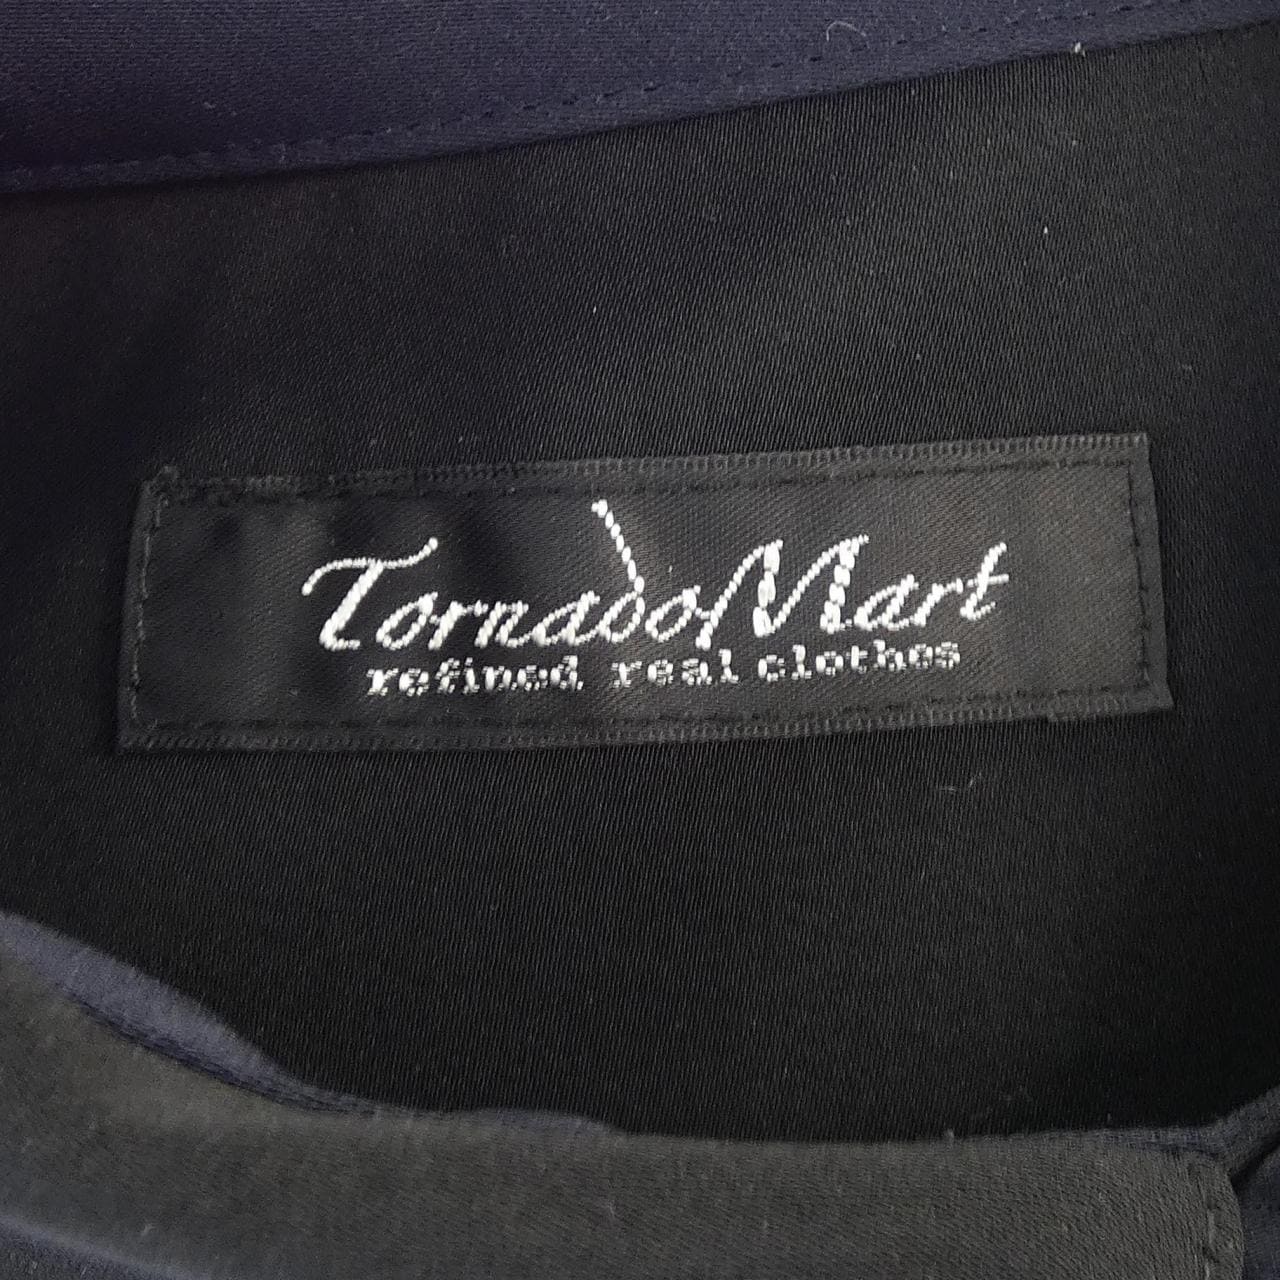 TornadoMart
refined real clothes